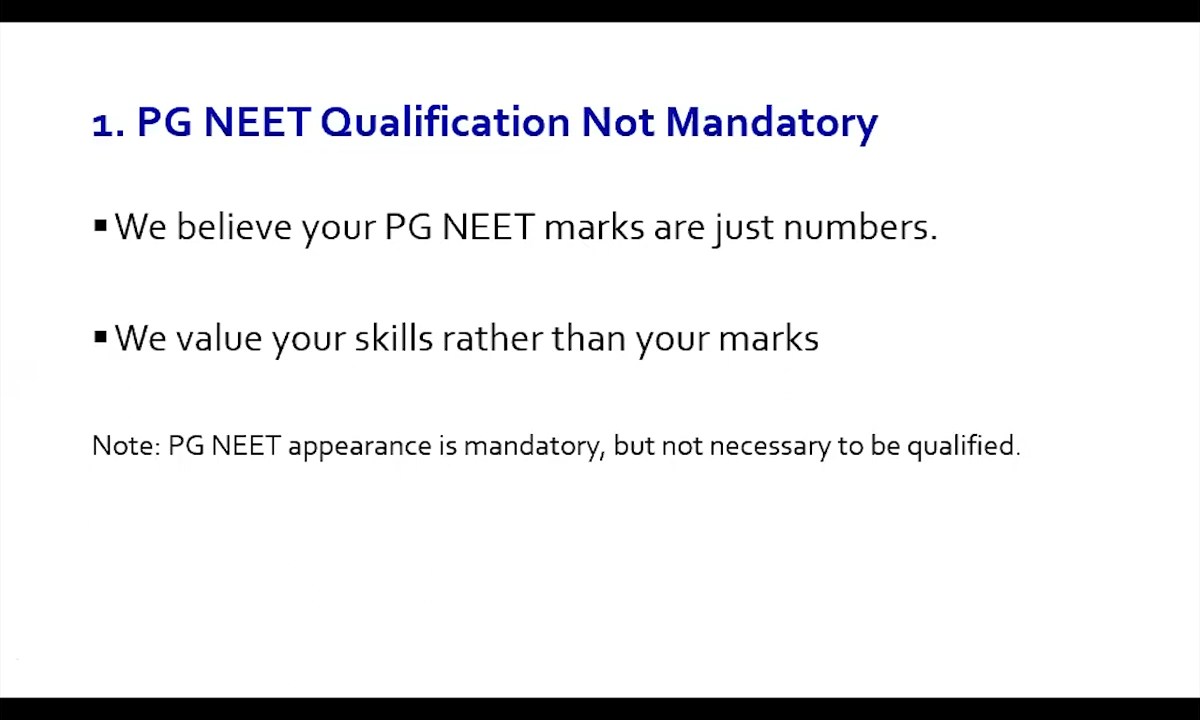 1. PG NEET Qualification Not Mandatory
▪ We believe your PG NEET marks are just numbers.
▪ We value your skills rather than your marks
Note: PG NEET appearance is mandatory, but not necessary to be qualified.